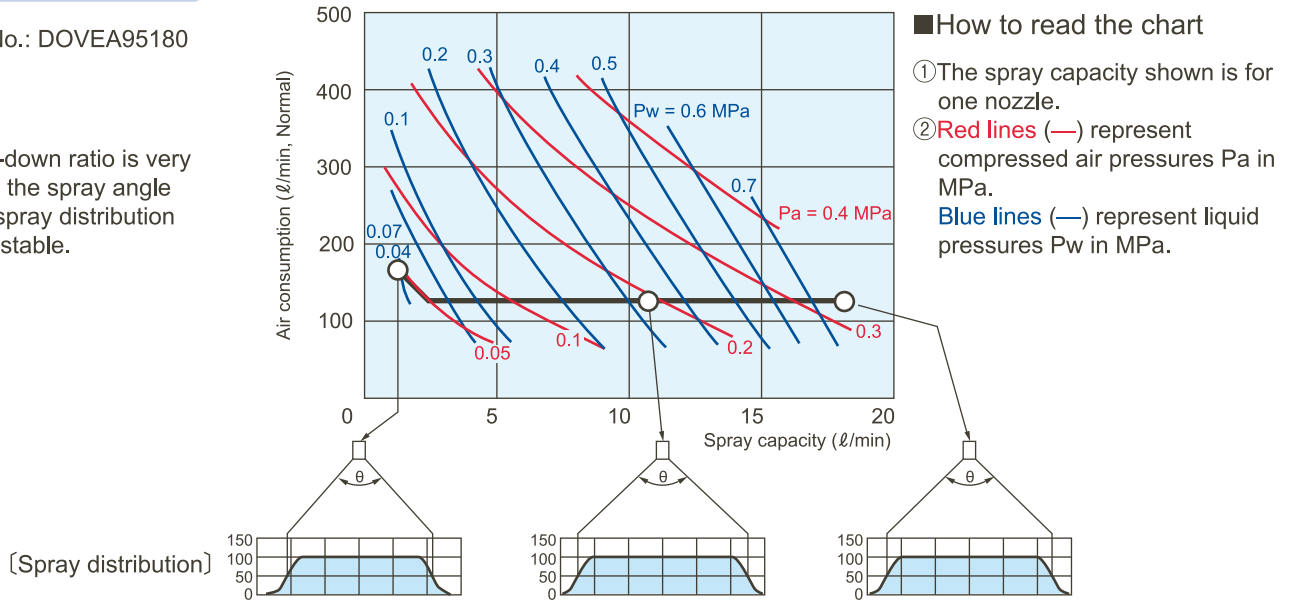 No.: DOVEA95180
-down ratio is very
the spray angle
spray distribution
stable.
500
400
300
200
100
0
5
10
15
20
Air consumption (ℓ/min, Normal)
Spray capacity (ℓ/min)
0.2
0.3
0.4
0.5
0.1
Pw = 0.6 MPa
0.7
Pa = 0.4 MPa
0.07
0.04
0.05
0.1
0.2
0.3
■How to read the chart
①The spray capacity shown is for
one nozzle.
②Red lines (—) represent
compressed air pressures Pa in
MPa.
Blue lines (—) represent liquid
pressures Pw in MPa.
θ
θ
θ
〔Spray distribution〕
150
100
50
0
150
100
50
0
150
100
50
0